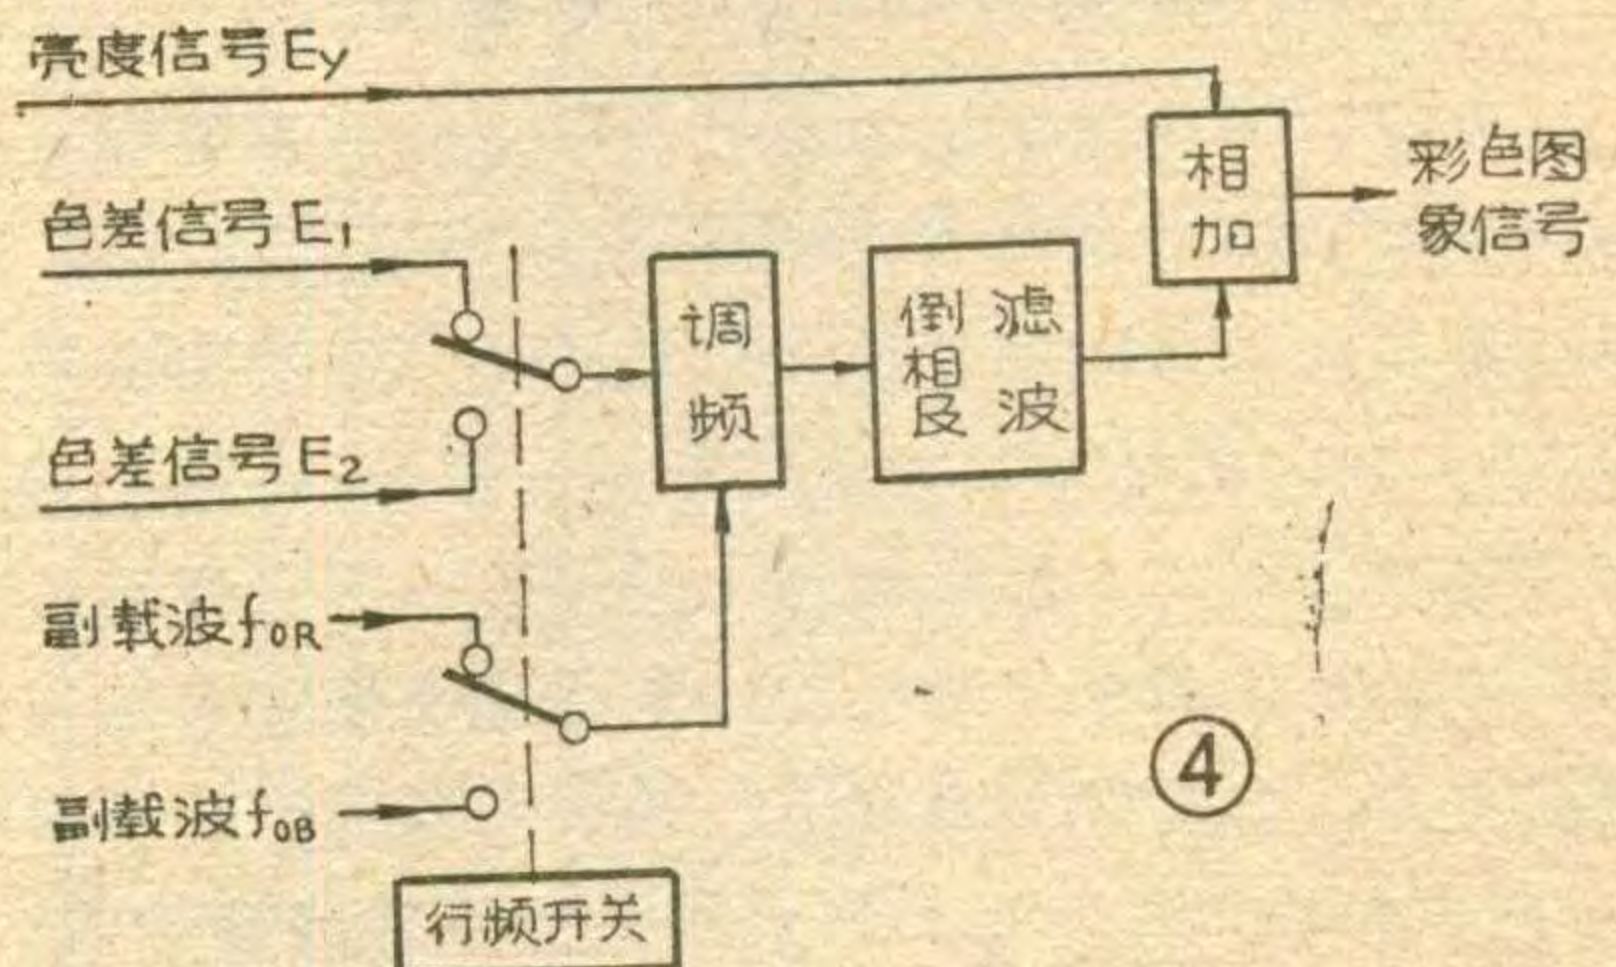 亮度信号EY
色差信号E1
色差信号E2
副载波fOR
副载波fOB
行频开关
调
频
倒相及
滤波
相
加
彩色图
象信号
④